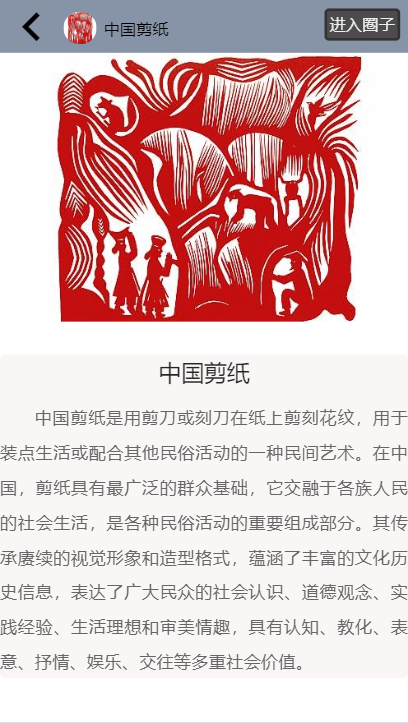 中国剪纸
进入圈子
中国剪纸
中国剪纸是用剪刀或刻刀在纸上剪刻花纹，用于
装点生活或配合其他民俗活动的一种民间艺术。在中
国，剪纸具有最广泛的群众基础，它交融于各族人民
的社会生活，是各种民俗活动的重要组成部分。其传
承赓续的视觉形象和造型格式，蕴涵了丰富的文化历
史信息，表达了广大民众的社会认识、道德观念、实
践经验、生活理想和审美情趣，具有认知、教化、表
意、抒情、娱乐、交往等多重社会价值。